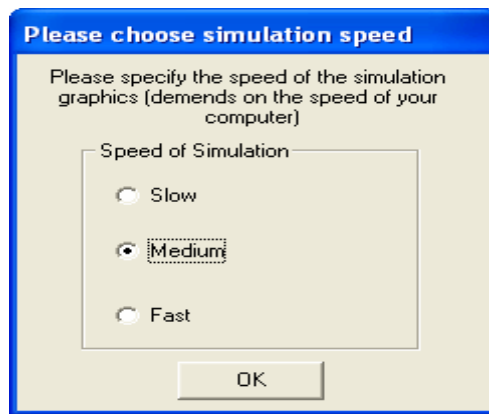 Please choose simulation speed
Please specify the speed of the simulation
graphics (demends on the speed of your
computer)
Speed of Simulation
Slow
Medium
Fast
OK